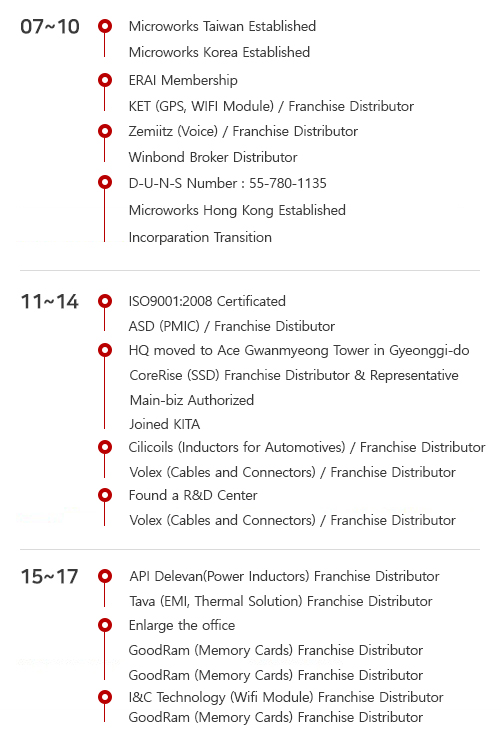 07~10
Microworks Taiwan Established
Microworks Korea Established
ERAI Membership
KET (GPS, WIFI Module) / Franchise Distributor
Zemiitz (Voice) / Franchise Distributor
Winbond Broker Distributor
D-U-N-S Number : 55-780-1135
Microworks Hong Kong Established
Incorparation Transition
11~14
ISO9001:2008 Certificated
ASD (PMIC) / Franchise Distibutor
HQ moved to Ace Gwanmyeong Tower in Gyeonggi-do
CoreRise (SSD) Franchise Distributor & Representative
Main-biz Authorized
Joined KITA
Cilicoils (Inductors for Automotives) / Franchise Distributor
Volex (Cables and Connectors) / Franchise Distributor
Found a R&D Center
Volex (Cables and Connectors) / Franchise Distributor
15~17
API Delevan(Power Inductors) Franchise Distributor
Tava (EMI, Thermal Solution) Franchise Distributor
Enlarge the office
GoodRam (Memory Cards) Franchise Distributor
GoodRam (Memory Cards) Franchise Distributor
I&C Technology (Wifi Module) Franchise Distributor
GoodRam (Memory Cards) Franchise Distributor